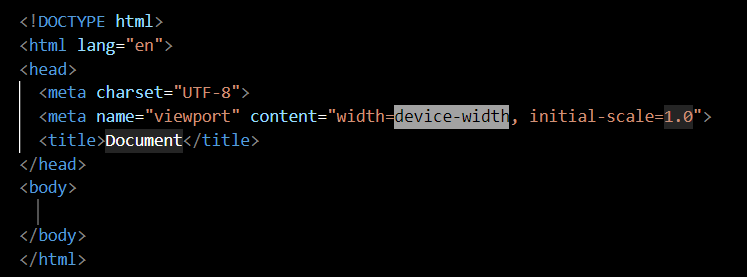 <!DOCTYPE html>
<html lang="en">
<head>
<meta charset="UTF-8">
<meta name="viewport" content="width=device-width, initial-scale=1.0">
<title>Document</title>
</head>
<body>
</body>
</html>